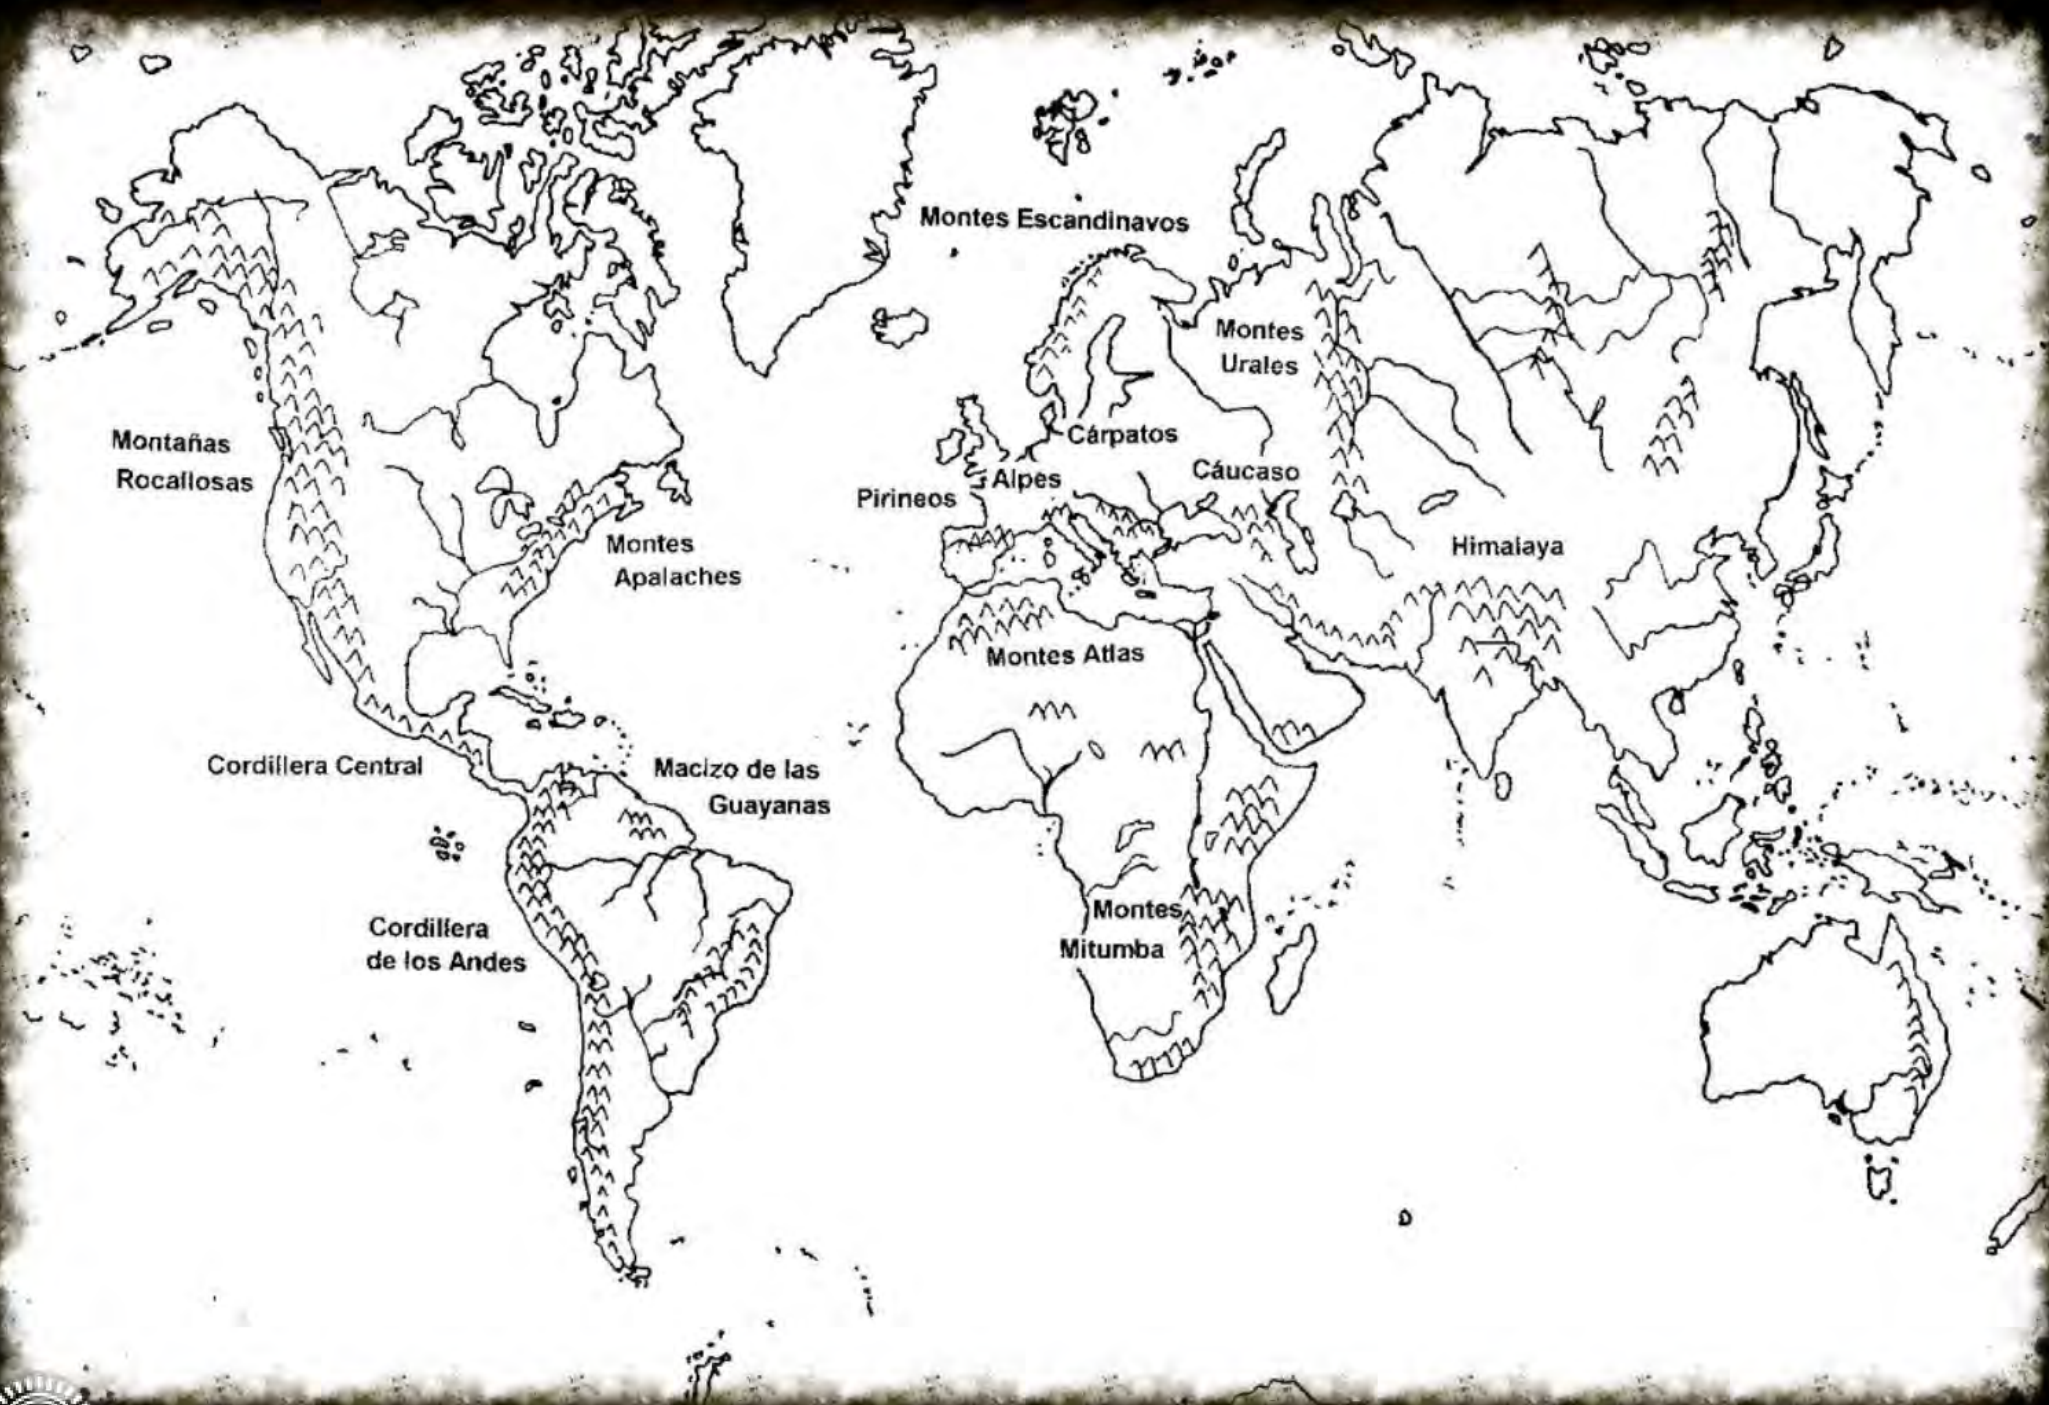 Montes Escandinavos
Montes
Urales
Montañas
Rocallosas
Cárpatos
Alpes
Cáucaso
Pirineos
Montes
Apalaches
Himalaya
Montes Atlas
Cordillera Central
Macizo de las
Guayanas
Cordillera
de los Andes
Montes
Mitumba